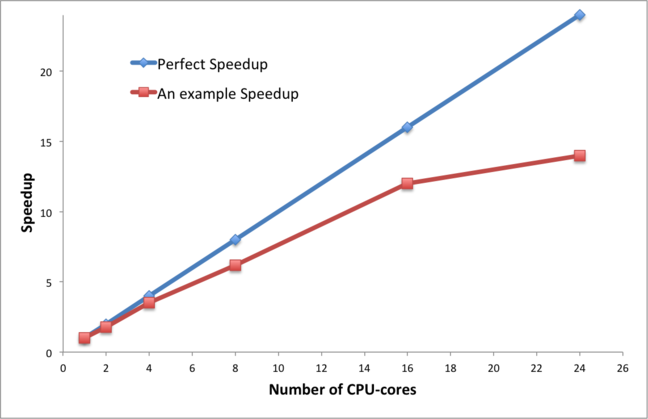 Perfect Speedup
An example Speedup
20
15
10
5
0
Speedup
0 2 4 6 8 10 12 14 16 18 20 22 24 26
Number of CPU-cores